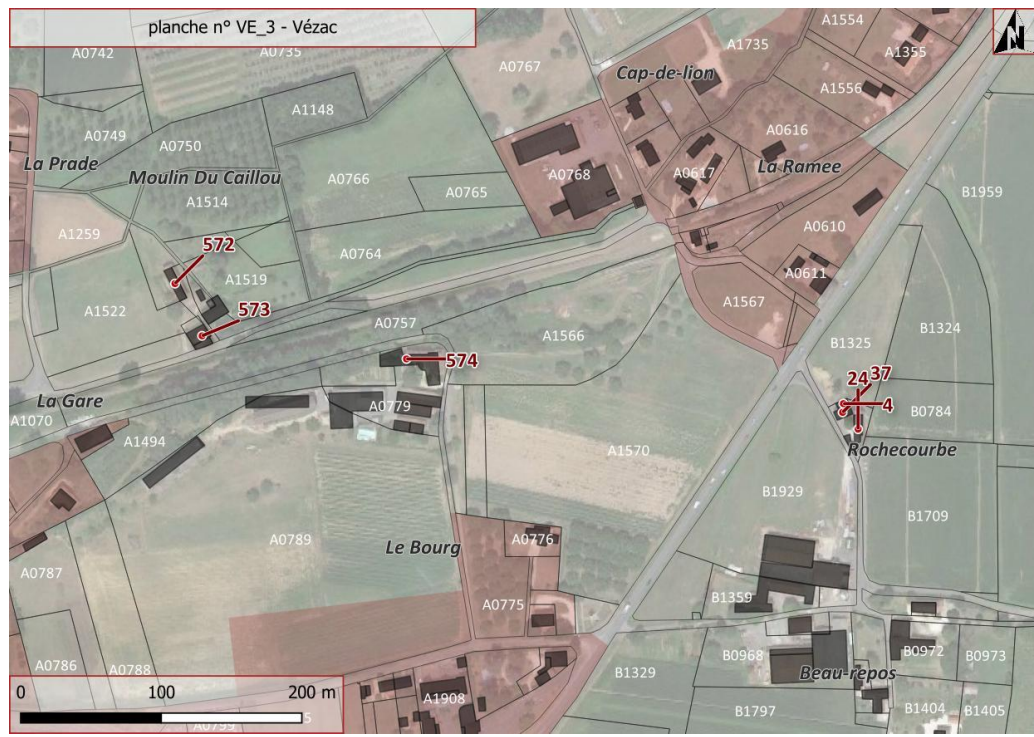 planche n° VE_3 - Vézac
N
A0742
A0735
A0767
A1735
A1554
A1355
Cap-de-lion
A1556
A1148
A0749
A0750
A0616
La Prade
Moulin Du Caillou
A0766
A0765
A0768
A0617
La Ramee
B1959
A1514
A1259
A0764
A0610
572
A1519
A0611
A1522
573
A0757
A1566
A1567
B1324
B1325
574
24
37
4
La Gare
A0779
B0784
A1070
A1494
A1570
Rochecourbe
B1929
B1709
A0789
Le Bourg
A0776
A0787
A0775
B1359
A0786
A0788
B0968
B0972
B0973
B1329
Beau-repos
0 100 200 m
A1908
B1797
B1404
B1405
A0799
5